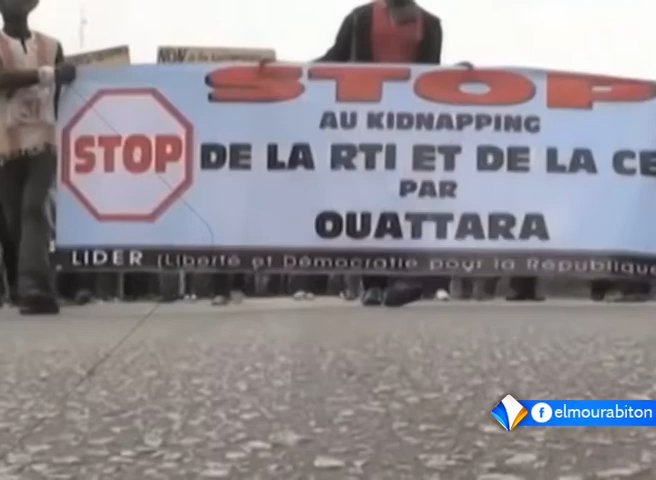 STOP
AU KIDNAPPING
STOP
DE LA RTI ET DE LA CE
PAR
OUATTARA
LIDER (Liberté et Démocratie pour la République
elmourabiton